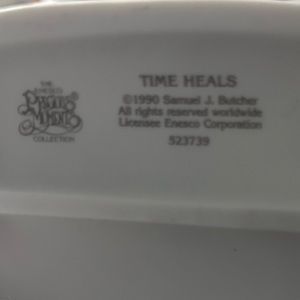 THE
ENESCO
PRECIOUS
MOMENTS
COLLECTION
TIME HEALS
©1990 Samuel J. Butcher
All rights reserved worldwide
Licensee Enesco Corporation
523739